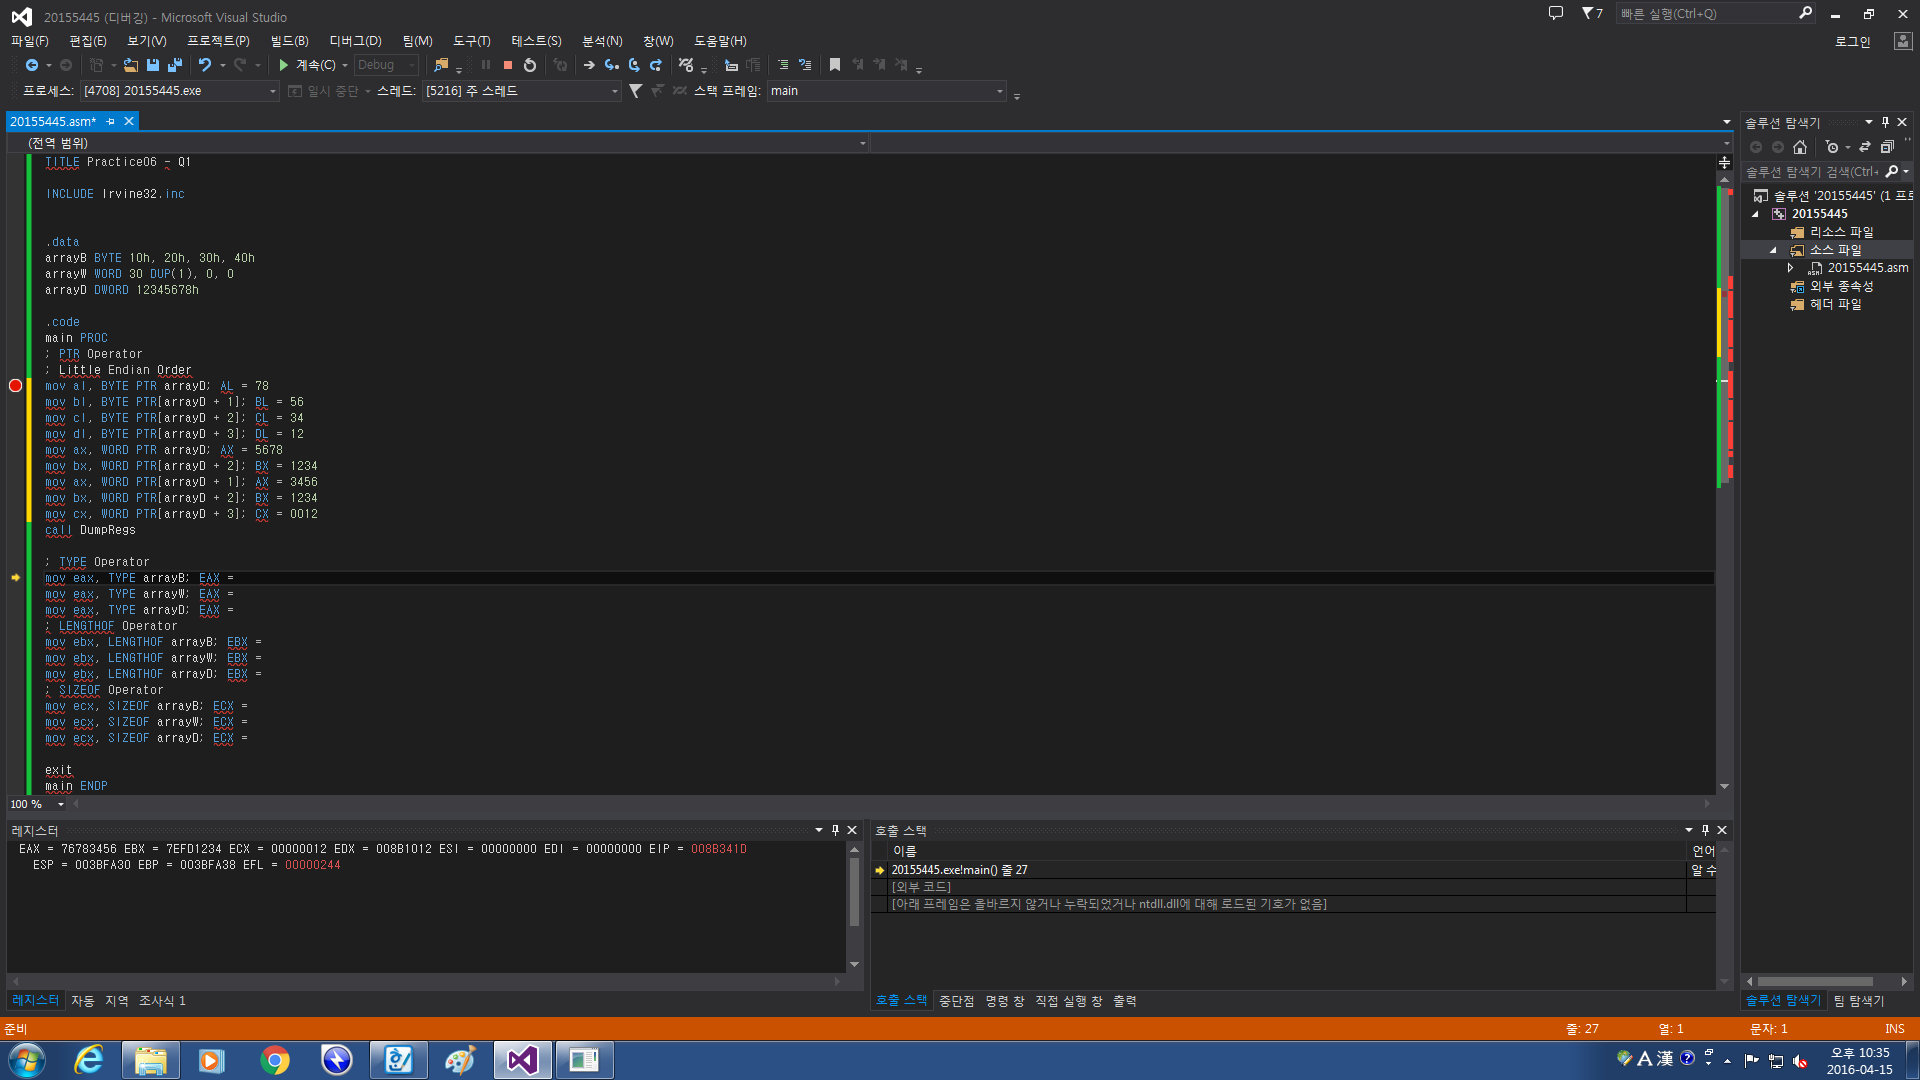 20155445 (디버깅) - Microsoft Visual Studio
7
빠른 실행(Ctrl+Q)
파일(F) 편집(E) 보기(V) 프로젝트(P) 빌드(B) 디버그(D) 팀(M) 도구(T) 테스트(S) 분석(N) 창(W) 도움말(H)
로그인
계속(C) Debug
프로세스: [4708] 20155445.exe 일시 중단 스레드: [5216] 주 스레드 스택 프레임: main
20155445.asm*
(전역 범위)
TITLE Practice06 - Q1
INCLUDE Irvine32.inc
.data
arrayB BYTE 10h, 20h, 30h, 40h
arrayW WORD 30 DUP(1), 0, 0
arrayD DWORD 12345678h
.code
main PROC
; PTR Operator
; Little Endian Order
mov al, BYTE PTR arrayD; AL = 78
mov bl, BYTE PTR[arrayD + 1]; BL = 56
mov cl, BYTE PTR[arrayD + 2]; CL = 34
mov dl, BYTE PTR[arrayD + 3]; DL = 12
mov ax, WORD PTR arrayD; AX = 5678
mov bx, WORD PTR[arrayD + 2]; BX = 1234
mov ax, WORD PTR[arrayD + 1]; AX = 3456
mov bx, WORD PTR[arrayD + 2]; BX = 1234
mov cx, WORD PTR[arrayD + 3]; CX = 0012
call DumpRegs
; TYPE Operator
mov eax, TYPE arrayB; EAX =
mov eax, TYPE arrayW; EAX =
mov eax, TYPE arrayD; EAX =
; LENGTHOF Operator
mov ebx, LENGTHOF arrayB; EBX =
mov ebx, LENGTHOF arrayW; EBX =
mov ebx, LENGTHOF arrayD; EBX =
; SIZEOF Operator
mov ecx, SIZEOF arrayB; ECX =
mov ecx, SIZEOF arrayW; ECX =
mov ecx, SIZEOF arrayD; ECX =
exit
main ENDP
100 %
솔루션 탐색기
솔루션 탐색기 검색(Ctrl+
솔루션 '20155445' (1 프로
20155445
리소스 파일
소스 파일
20155445.asm
외부 종속성
헤더 파일
레지스터
EAX = 76783456 EBX = 7EFD1234 ECX = 00000012 EDX = 008B1012 ESI = 00000000 EDI = 00000000 EIP = 008B341D
ESP = 003BFA30 EBP = 003BFA38 EFL = 00000244
레지스터 자동 지역 조사식 1
호출 스택
이름 언어
20155445.exe!main() 줄 27 알 수
[외부 코드]
[아래 프레임은 올바르지 않거나 누락되었거나 ntdll.dll에 대해 로드된 기호가 없음]
호출 스택 중단점 명령 창 직접 실행 창 출력
솔루션 탐색기 팀 탐색기
준비
줄: 27 열: 1 문자: 1 INS
A 漢
오후 10:35
2016-04-15